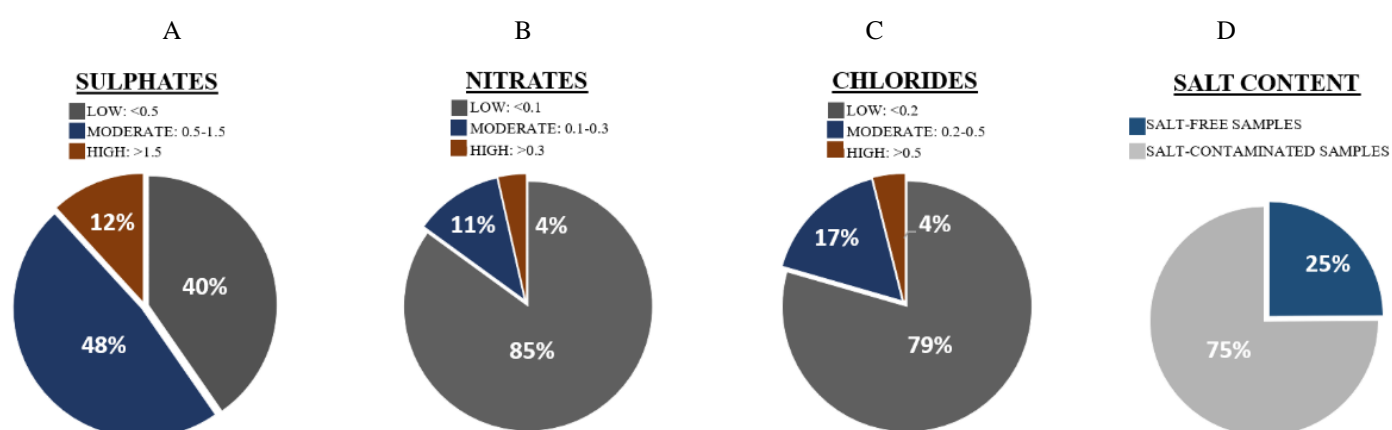 A
SULPHATES
LOW: <0.5
MODERATE: 0.5-1.5
HIGH: >1.5
12%
40%
48%
B
NITRATES
LOW: <0.1
MODERATE: 0.1-0.3
HIGH: >0.3
11%
4%
85%
C
CHLORIDES
LOW: <0.2
MODERATE: 0.2-0.5
HIGH: >0.5
17%
4%
79%
D
SALT CONTENT
SALT-FREE SAMPLES
SALT-CONTAMINATED SAMPLES
25%
75%